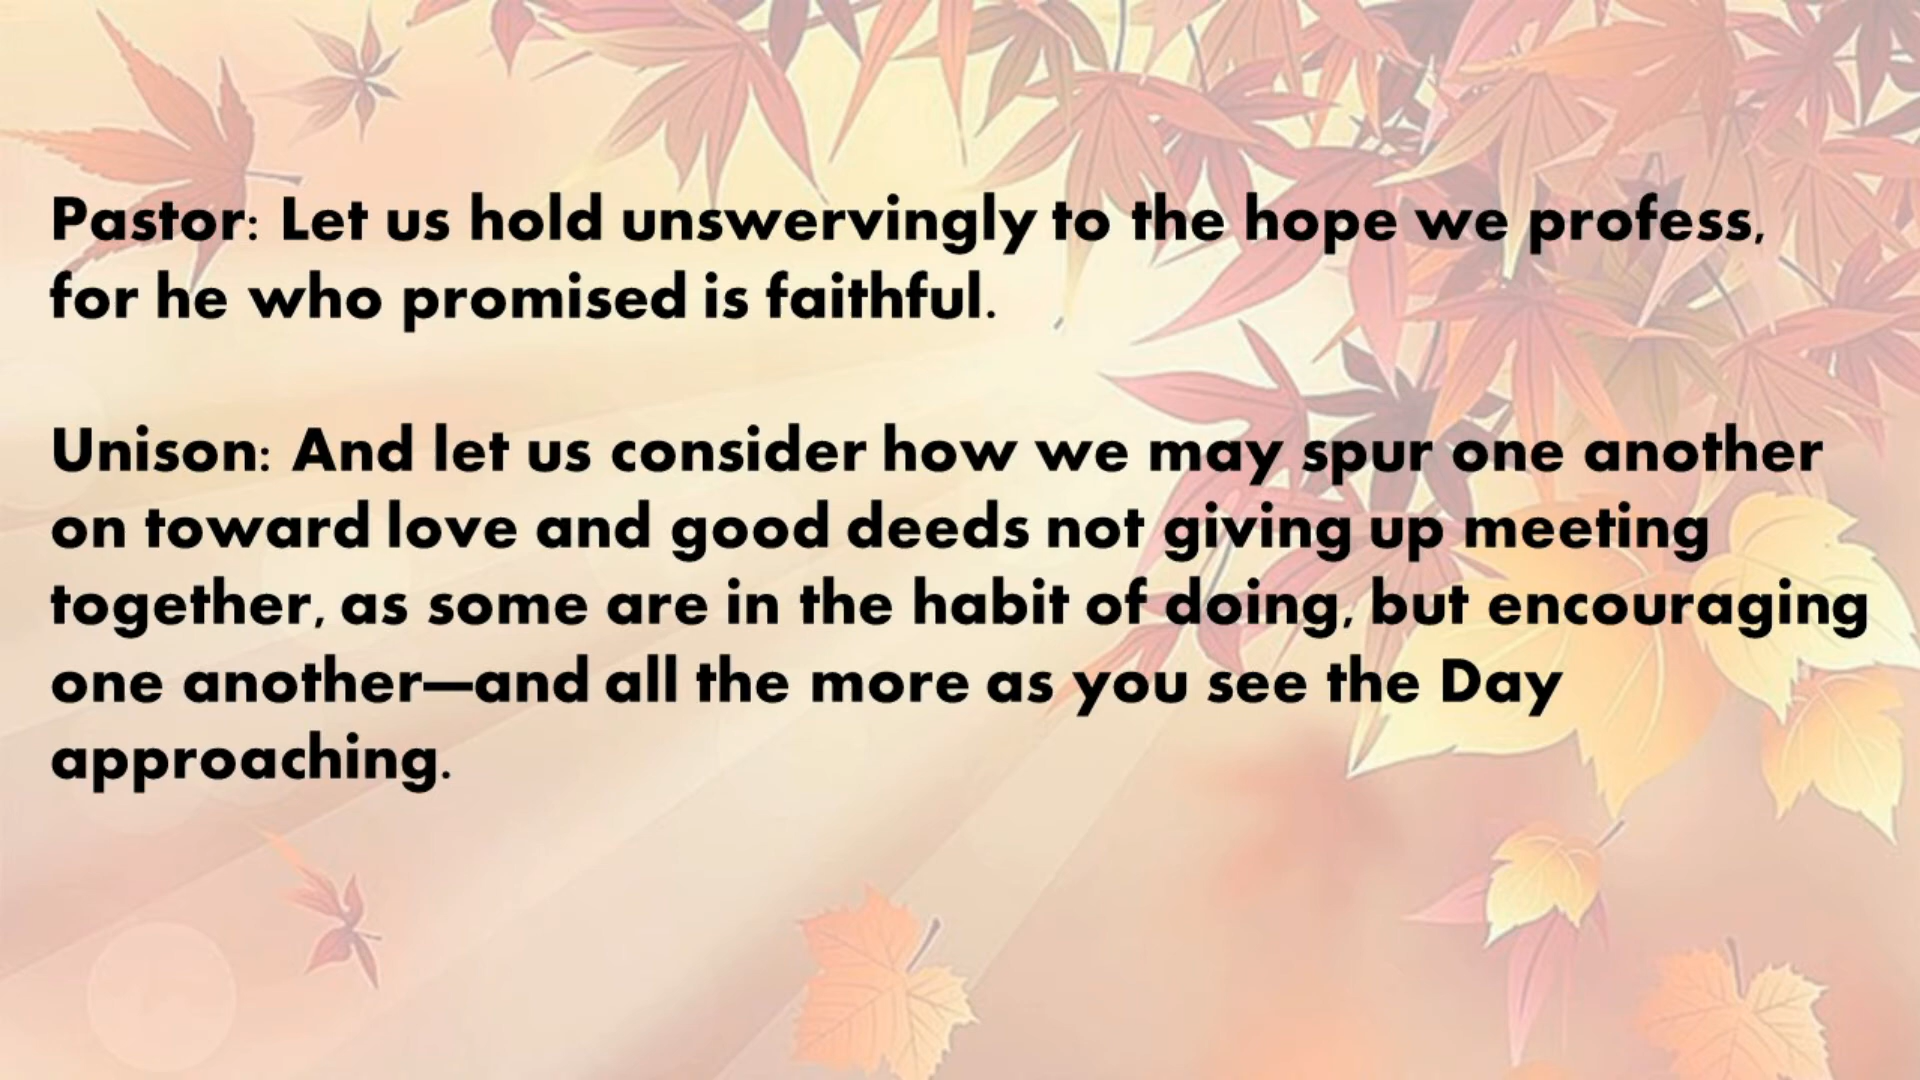 Pastor: Let us hold unswervingly to the hope we profess,
for he who promised is faithful.
Unison: And let us consider how we may spur one another
on toward love and good deeds not giving up meeting
together, as some are in the habit of doing, but encouraging
one another—and all the more as you see the Day
approaching.